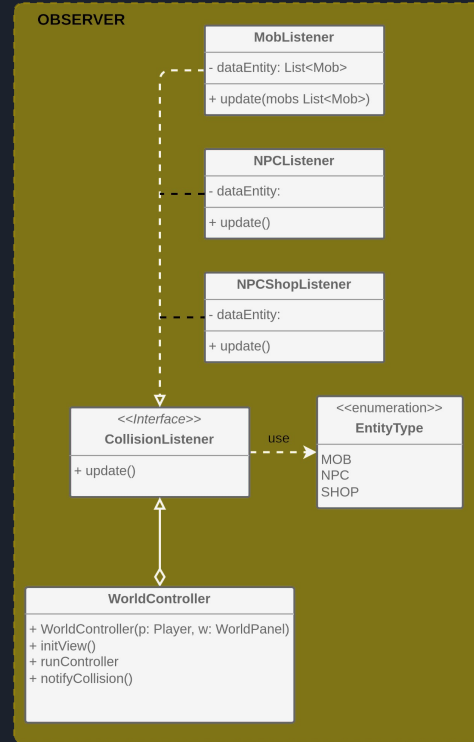 OBSERVER
MobListener
- dataEntity: List<Mob>
+ update(mobs List<Mob>)
NPCListener
- dataEntity:
+ update()
NPCShopListener
- dataEntity:
+ update()
<<Interface>>
CollisionListener
+ update()
use
<<enumeration>>
EntityType
MOB
NPC
SHOP
WorldController
+ WorldController(p: Player, w: WorldPanel)
+ initView()
+ runController
+ notifyCollision()